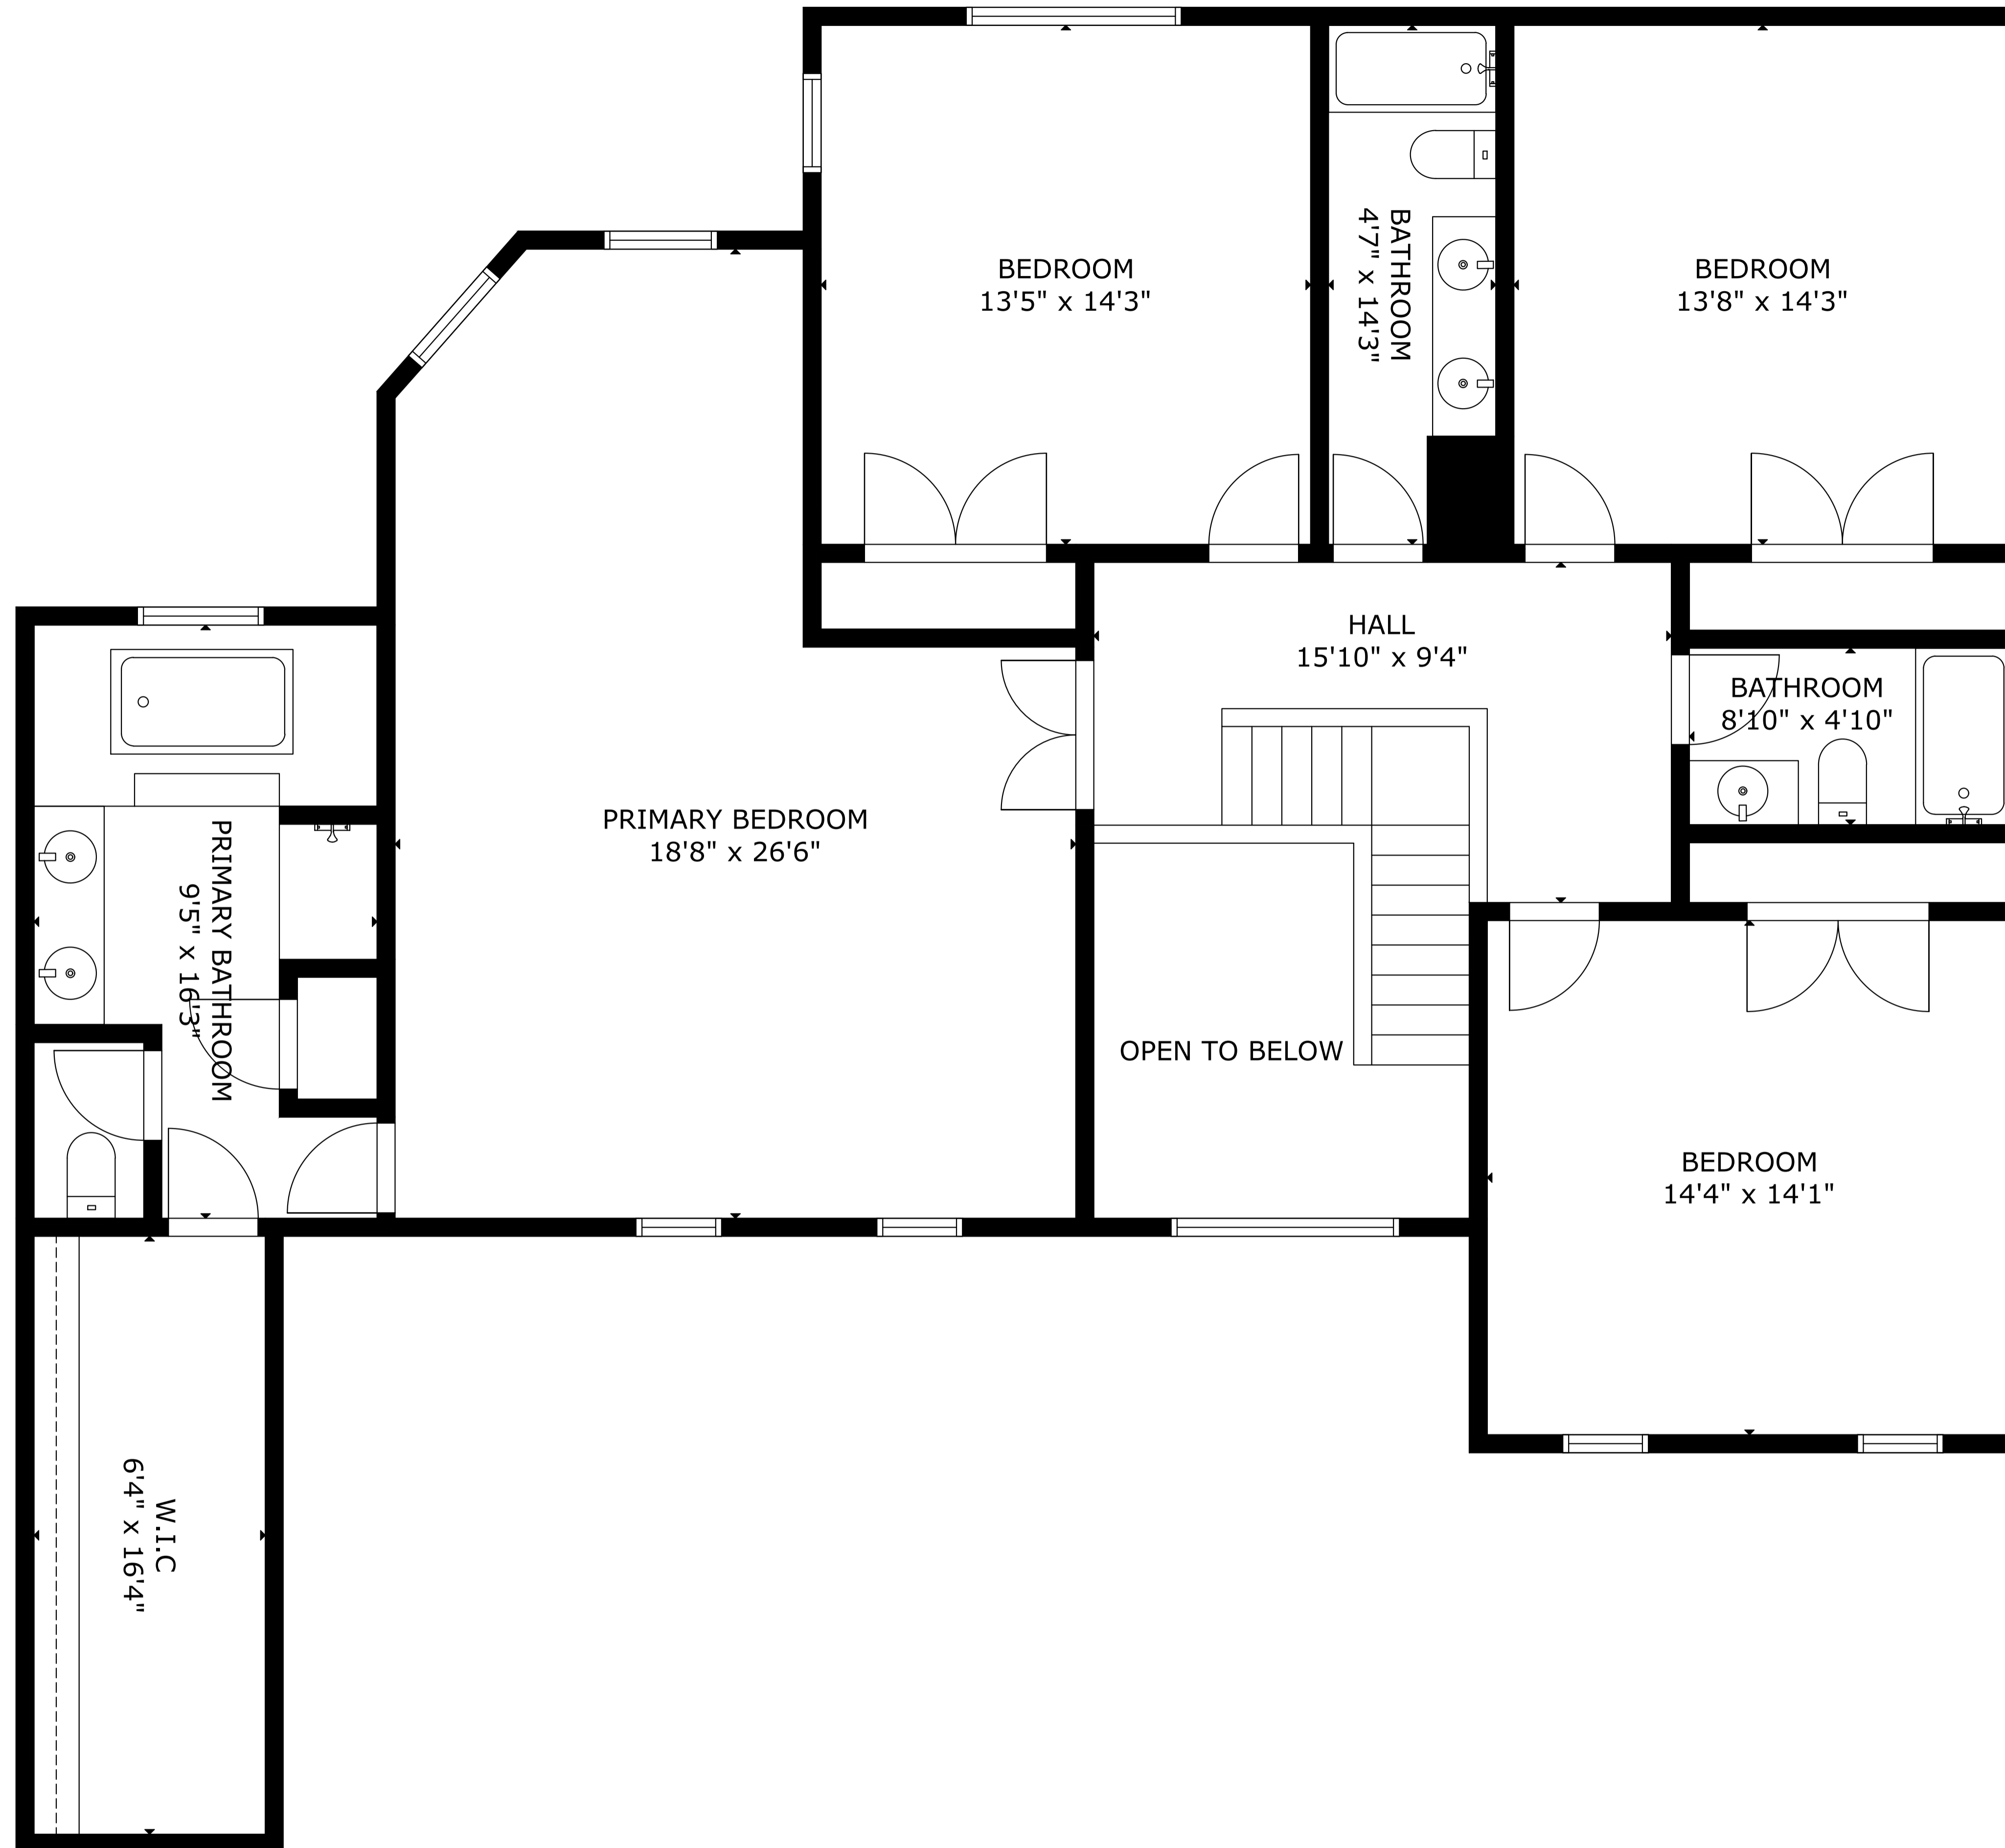 BEDROOM
13'5" x 14'3"
BATHROOM
4'7" x 14'3"
BEDROOM
13'8" x 14'3"
HALL
15'10" x 9'4"
BATHROOM
8'10" x 4'10"
PRIMARY BEDROOM
18'8" x 26'6"
PRIMARY BATHROOM
9'5" x 16'3"
OPEN TO BELOW
BEDROOM
14'4" x 14'1"
W.I.C
6'4" x 16'4"